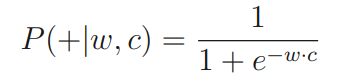 P(+|w, c) = 1 / (1 + e^{-w·c})